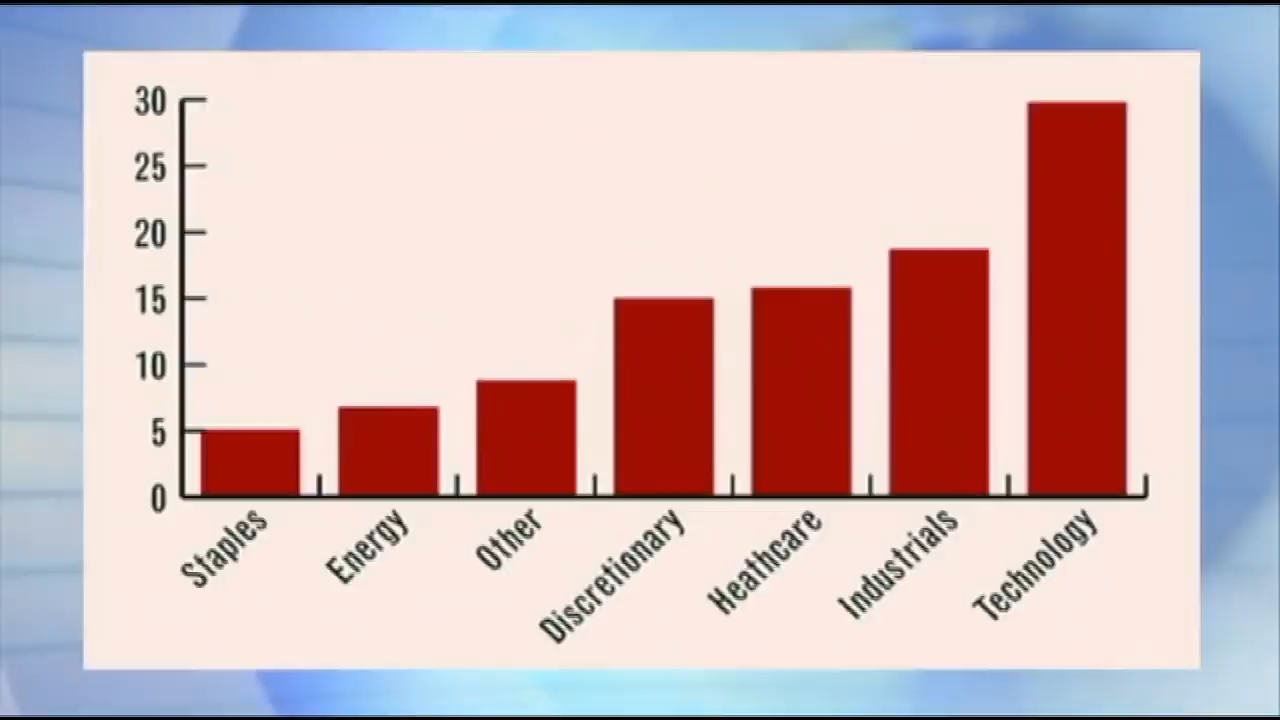 30
25
20
15
10
5
0
Staples
Energy
Other
Discretionary
Heathcare
Industrials
Technology